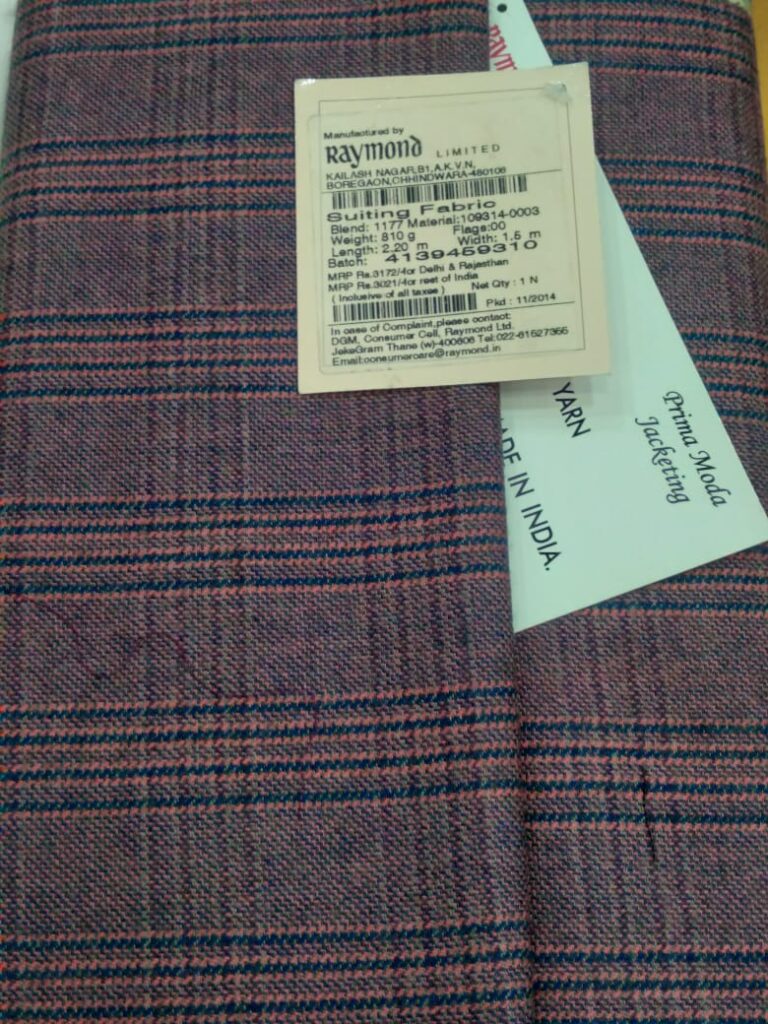 Manufactured by
Raymond LIMITED
KAILASH NAGAR,B1,A.K.V.N,
BOREGAON,CHHINDWARA-480106
Suiting Fabric
Blend: 1177 Material:109314-0003
Weight: 810 g Flags:00
Length: 2.20 m Width: 1.5 m
Batch: 4139459310
MRP Rs.3172/-for Delhi & Rajasthan
MRP Rs.3021/-for rest of India
( Inclusive of all taxes ) Net Qty : 1 N
Pkd : 11/2014
In case of Complaint,please contact:
DGM, Consumer Cell, Raymond Ltd.
JekeGram Thane (w)-400606 Tel:022-61527365
Email:consumercare@raymond.in
YARN
IN INDIA.
Prima Moda
Jacketing